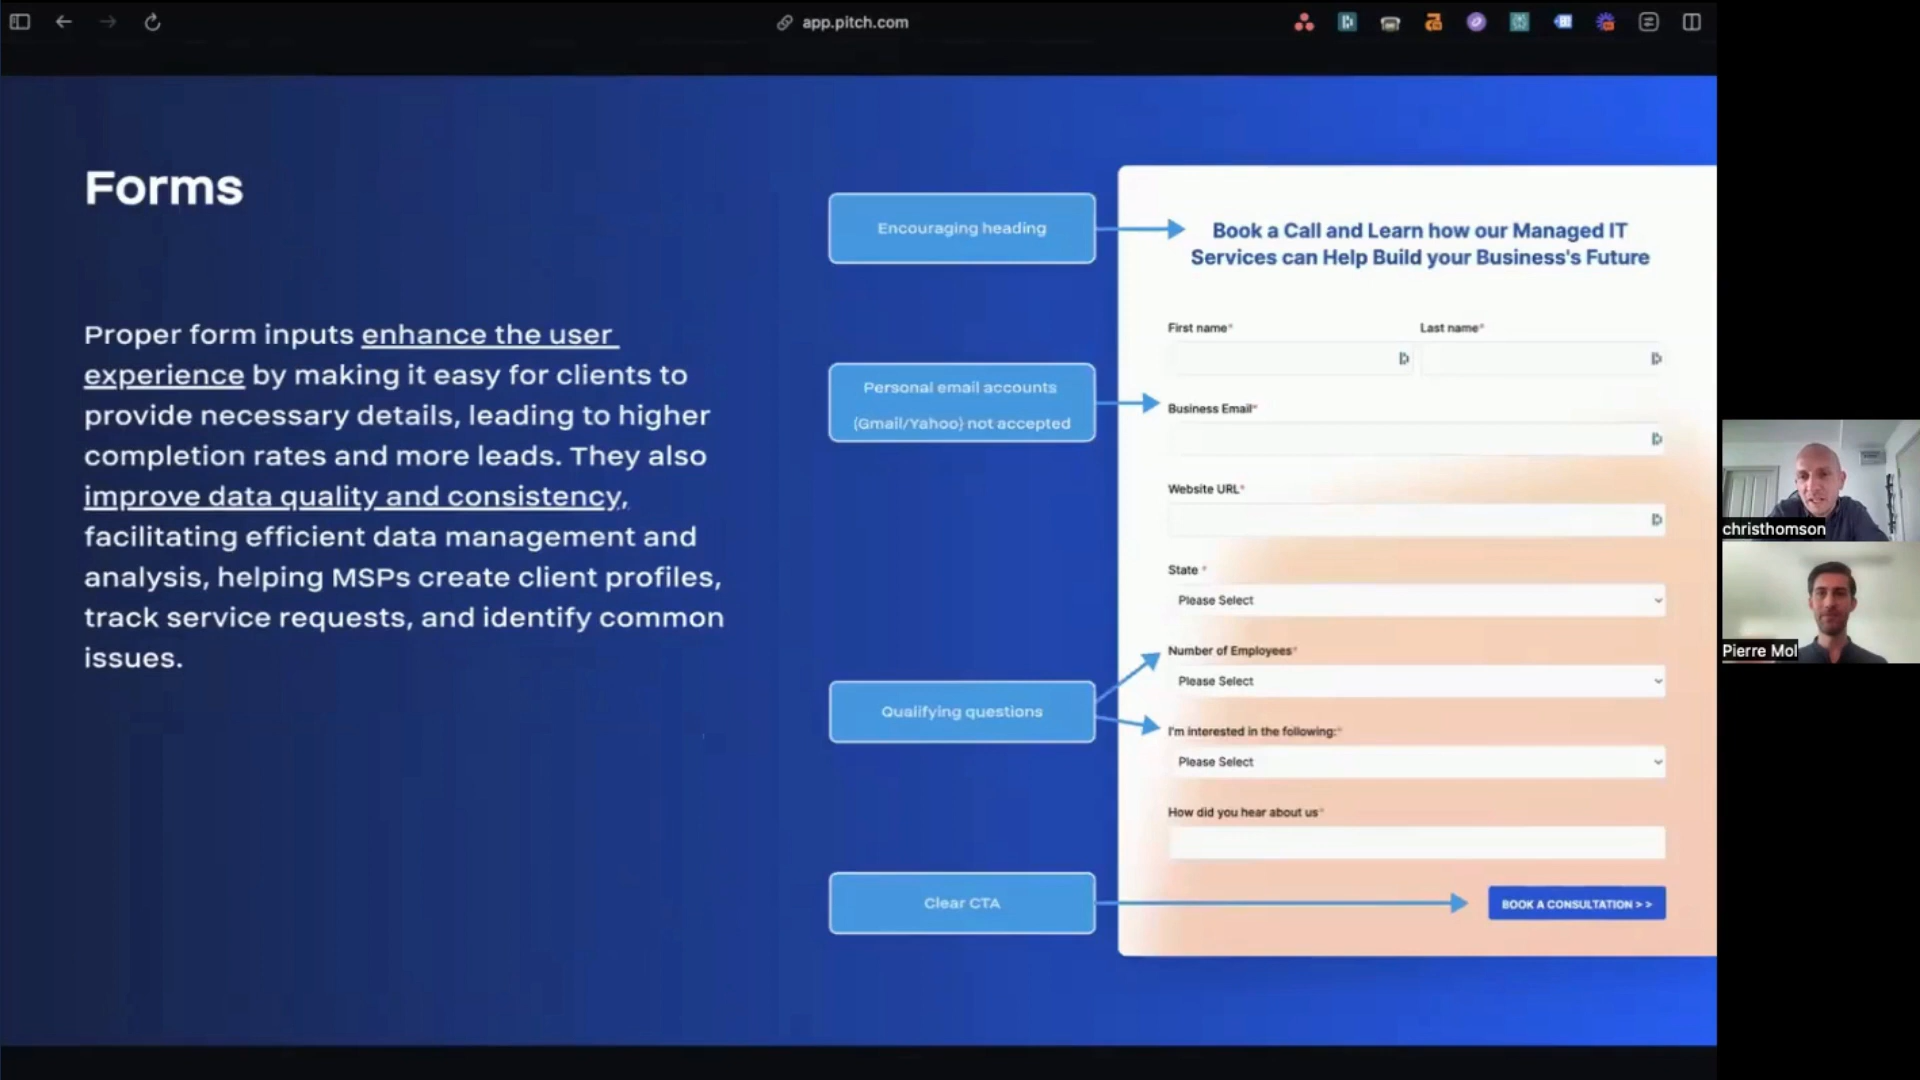 app.pitch.com
Forms
Proper form inputs enhance the user
experience by making it easy for clients to
provide necessary details, leading to higher
completion rates and more leads. They also
improve data quality and consistency,
facilitating efficient data management and
analysis, helping MSPs create client profiles,
track service requests, and identify common
issues.
Encouraging heading
Personal email accounts
(Gmail/Yahoo) not accepted
Qualifying questions
Clear CTA
Book a Call and Learn how our Managed IT
Services can Help Build your Business's Future
First name* Last name*
Business Email*
Website URL*
State *
Please Select
Number of Employees*
Please Select
I'm interested in the following:*
Please Select
How did you hear about us*
BOOK A CONSULTATION > >
christhomson
Pierre Mol